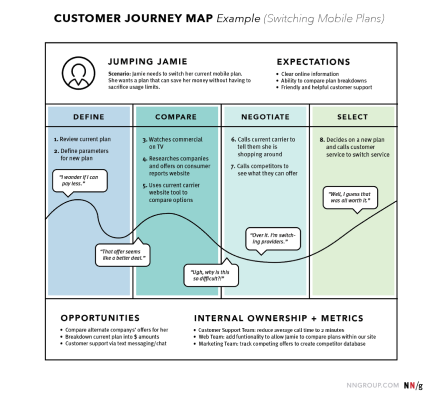 CUSTOMER JOURNEY MAP Example (Switching Mobile Plans)
JUMPING JAMIE
Scenario: Jamie needs to switch her current mobile plan.
She wants a plan that can save her money without having to
sacrifice usage limits.
EXPECTATIONS
• Clear online information
• Ability to compare plan breakdowns
• Friendly and helpful customer support
DEFINE
COMPARE
NEGOTIATE
SELECT
1. Review current plan
2. Define parameters
for new plan
"I wonder if I can
pay less."
3. Watches commercial
on TV
4. Researches companies
and offers on consumer
reports website
5. Uses current carrier
website tool to
compare options
"That offer seems
like a better deal."
6. Calls current carrier to
tell them she is
shopping around
7. Calls competitors to
see what they can offer
"Ugh, why is this
so difficult?!"
"Over it. I'm switch-
ing providers."
8. Decides on a new plan
and calls customer
service to switch service
"Well, I guess that
was all worth it."
OPPORTUNITIES
• Compare alternate companys' offers for her
• Breakdown current plan into $ amounts
• Customer support via text messaging/chat
INTERNAL OWNERSHIP + METRICS
• Customer Support Team: reduce average call time to 2 minutes
• Web Team: add funtionality to allow Jamie to compare plans within our site
• Marketing Team: track competing offers to create competitor database
NNGROUP.COM NN/g